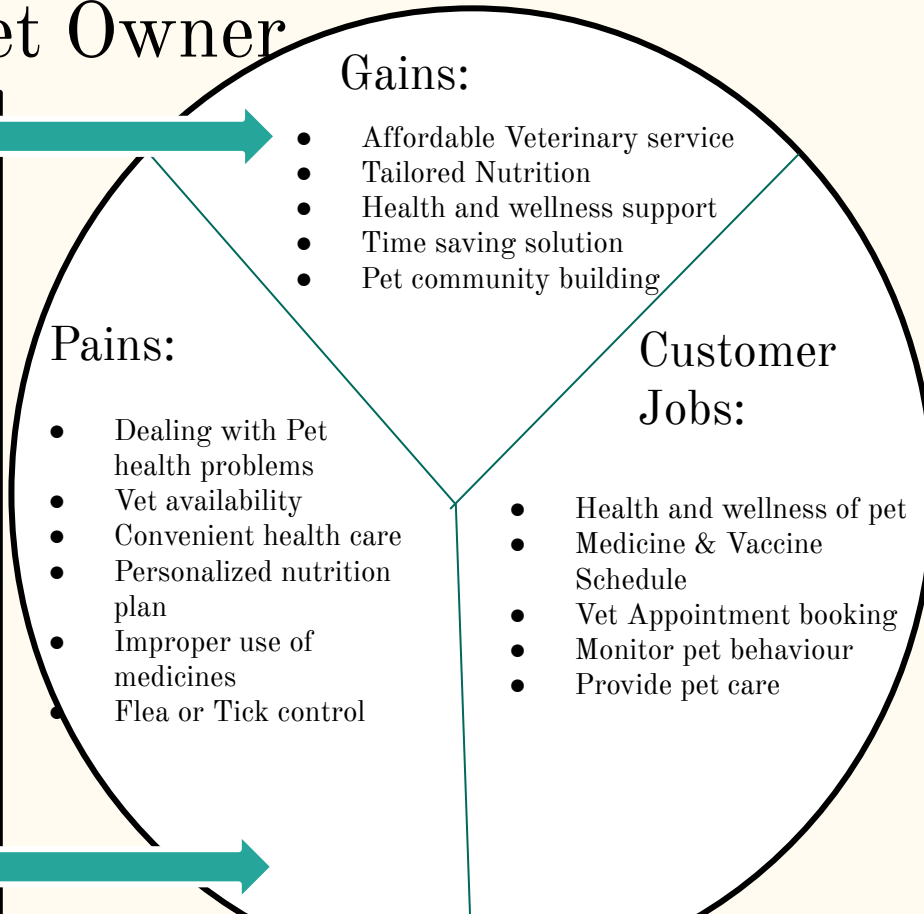 et Owner
Gains:
● Affordable Veterinary service
● Tailored Nutrition
● Health and wellness support
● Time saving solution
● Pet community building
Pains:
● Dealing with Pet
health problems
● Vet availability
● Convenient health care
● Personalized nutrition
plan
● Improper use of
medicines
● Flea or Tick control
Customer
Jobs:
● Health and wellness of pet
● Medicine & Vaccine
Schedule
● Vet Appointment booking
● Monitor pet behaviour
● Provide pet care